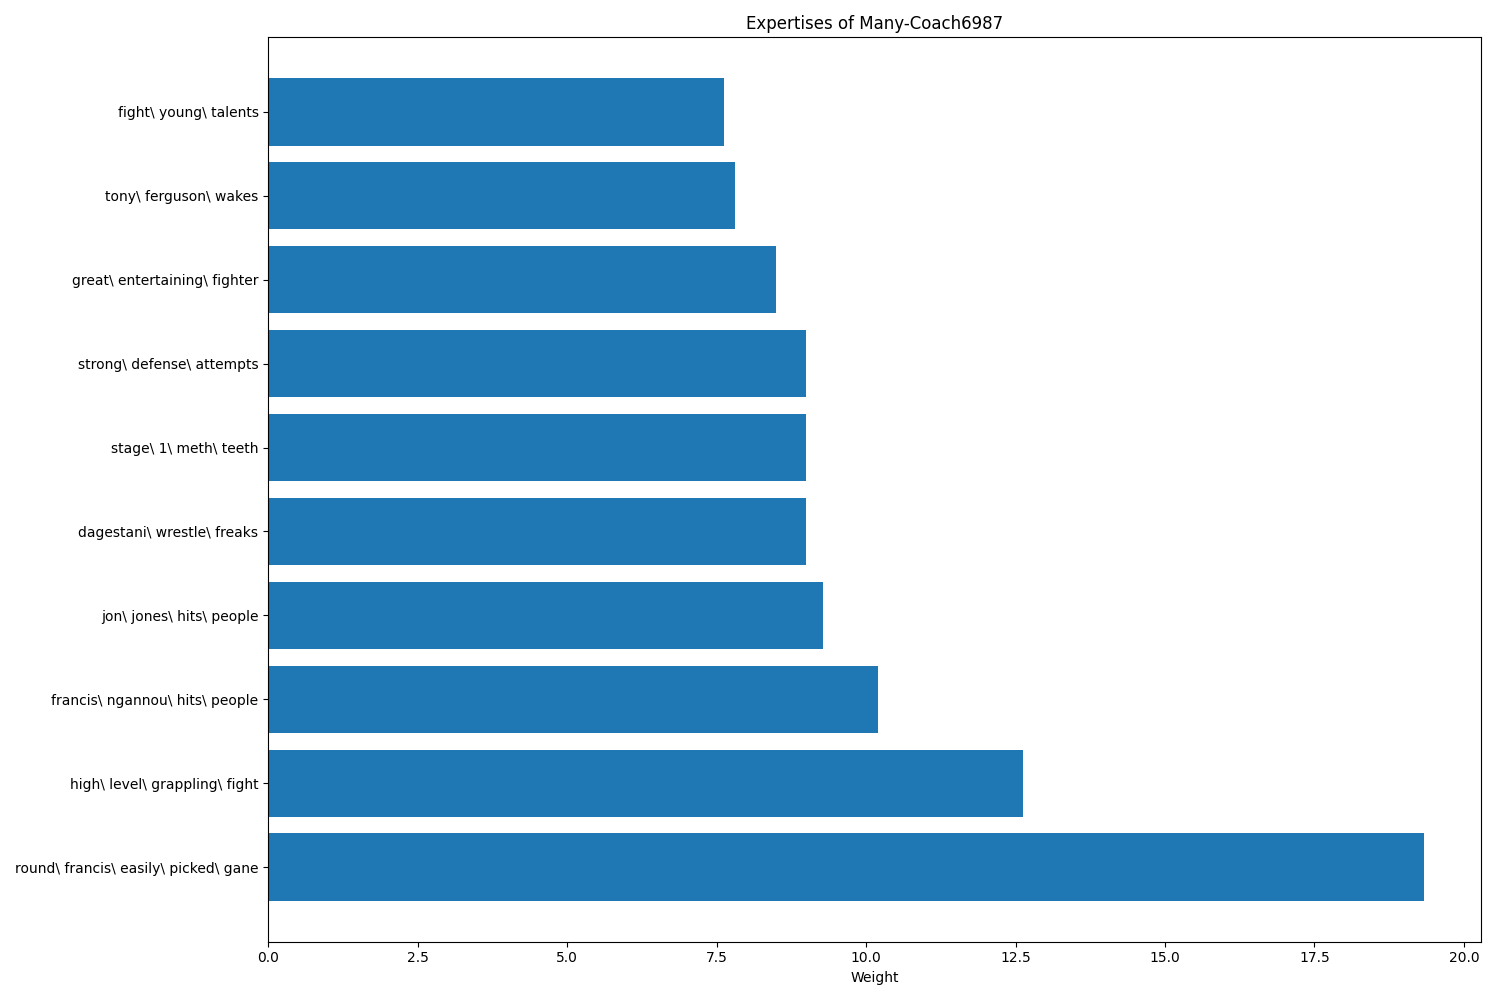 Expertises of Many-Coach6987
fight\ young\ talents
tony\ ferguson\ wakes
great\ entertaining\ fighter
strong\ defense\ attempts
stage\ 1\ meth\ teeth
dagestani\ wrestle\ freaks
jon\ jones\ hits\ people
francis\ ngannou\ hits\ people
high\ level\ grappling\ fight
round\ francis\ easily\ picked\ gane
0.0 2.5 5.0 7.5 10.0 12.5 15.0 17.5 20.0
Weight